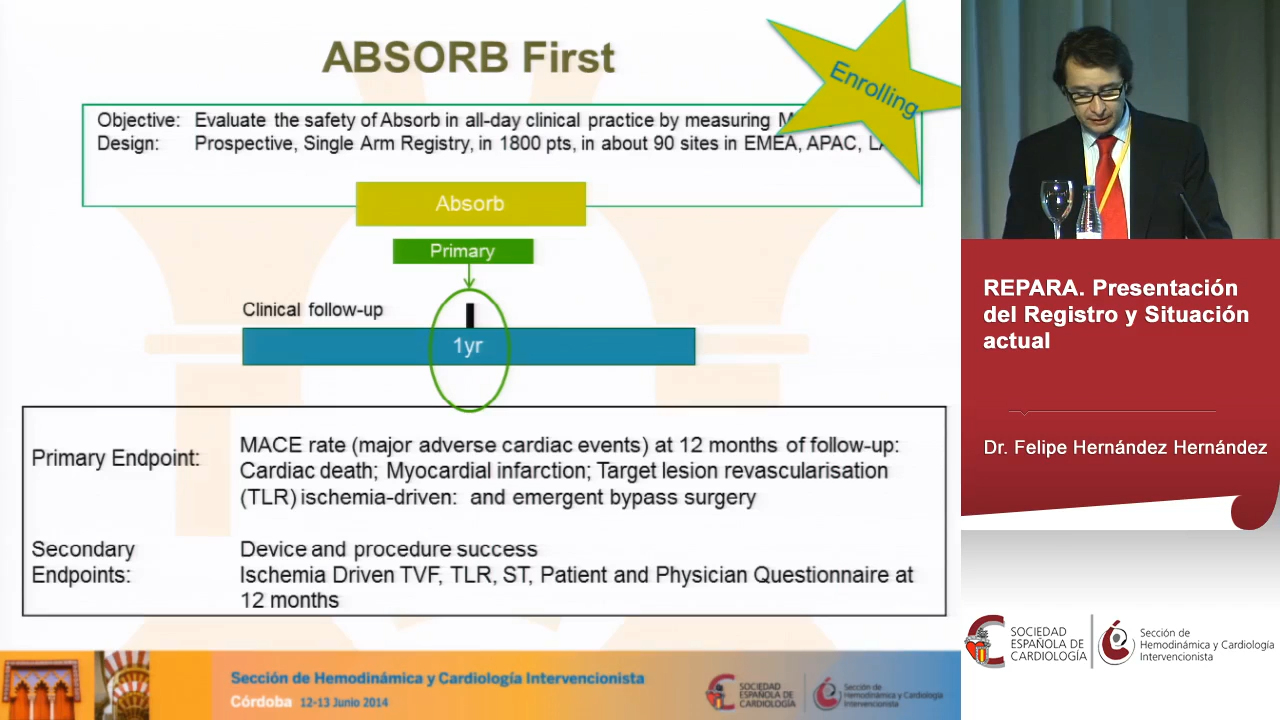 ABSORB First
Enrolling
Objective: Evaluate the safety of Absorb in all-day clinical practice by measuring
Design: Prospective, Single Arm Registry, in 1800 pts, in about 90 sites in EMEA, APAC,
Absorb
Primary
Clinical follow-up
1yr
Primary Endpoint:
MACE rate (major adverse cardiac events) at 12 months of follow-up:
Cardiac death; Myocardial infarction; Target lesion revascularisation
(TLR) ischemia-driven: and emergent bypass surgery
Secondary
Endpoints:
Device and procedure success
Ischemia Driven TVF, TLR, ST, Patient and Physician Questionnaire at
12 months
Sección de Hemodinámica y Cardiología Intervencionista
Córdoba 12-13 Junio 2014
SOCIEDAD
ESPAÑOLA DE
CARDIOLOGÍA
Sección de
Hemodinámica y Cardiología
Intervencionista
REPARA. Presentación
del Registro y Situación
actual
Dr. Felipe Hernández Hernández
SOCIEDAD
ESPAÑOLA DE
CARDIOLOGÍA
Sección de
Hemodinámica y Cardiología
Intervencionista